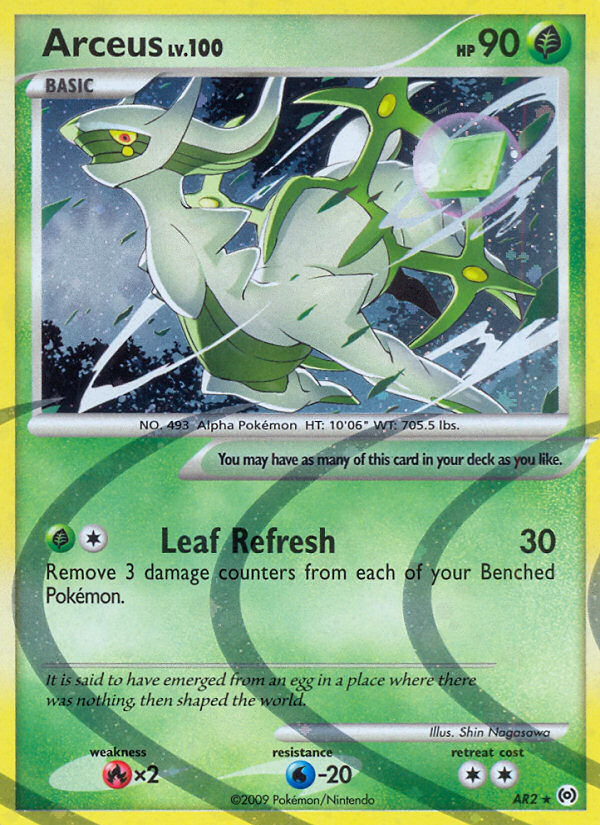 Arceus LV.100
HP 90
BASIC
NO. 493 Alpha Pokémon HT: 10'06" WT: 705.5 lbs.
You may have as many of this card in your deck as you like.
Leaf Refresh 30
Remove 3 damage counters from each of your Benched
Pokémon.
It is said to have emerged from an egg in a place where there
was nothing, then shaped the world.
Illus. Shin Nagasawa
weakness resistance retreat cost
×2 -20
©2009 Pokémon/Nintendo
AR2 ★